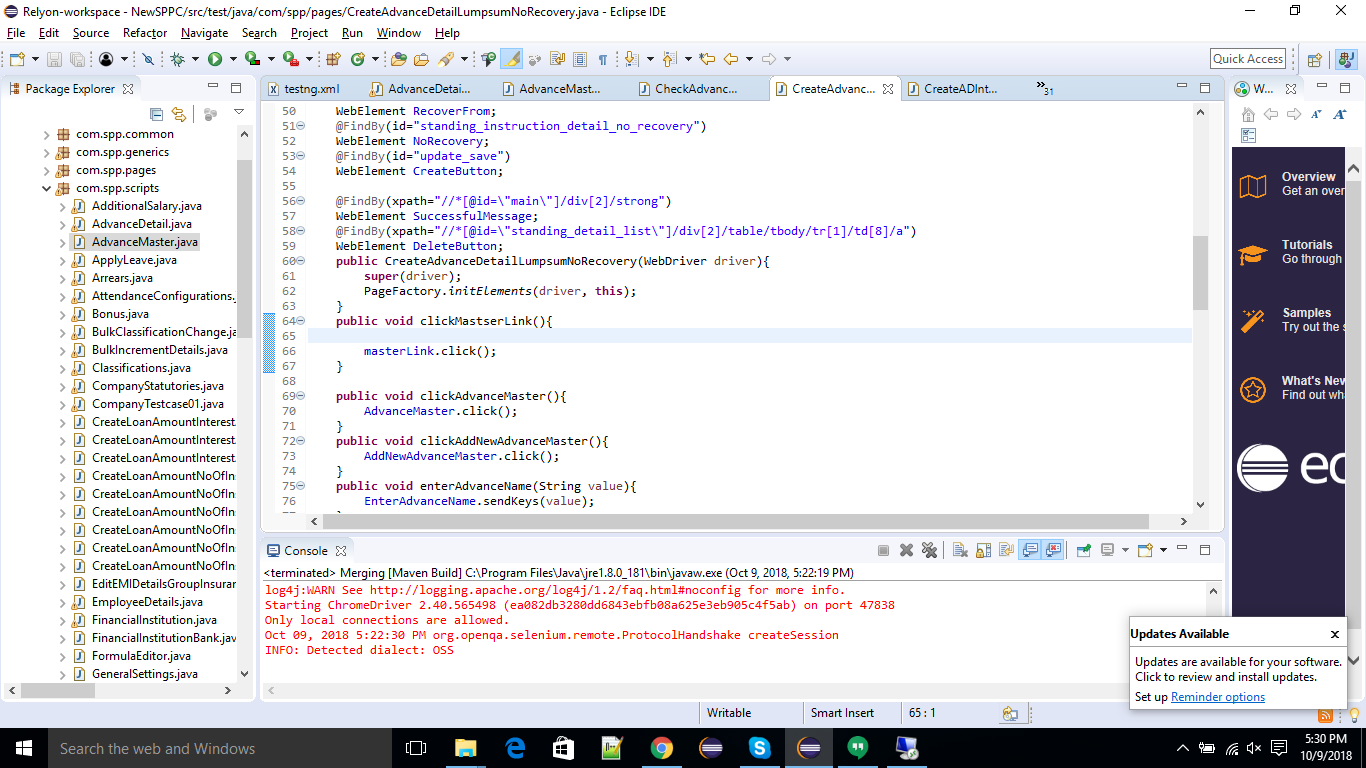 Relyon-workspace - NewSPPC/src/test/java/com/spp/pages/CreateAdvanceDetailLumpsumNoRecovery.java - Eclipse IDE
File Edit Source Refactor Navigate Search Project Run Window Help
Quick Access
Package Explorer
com.spp.common
com.spp.generics
com.spp.pages
com.spp.scripts
AdditionalSalary.java
AdvanceDetail.java
AdvanceMaster.java
ApplyLeave.java
Arrears.java
AttendanceConfigurations.
Bonus.java
BulkClassificationChange.ja
BulkIncrementDetails.java
Classifications.java
CompanyStatutories.java
CompanyTestcase01.java
CreateLoanAmountInterest.
CreateLoanAmountInterest.
CreateLoanAmountInterest.
CreateLoanAmountNoOfIn
CreateLoanAmountNoOfIn
CreateLoanAmountNoOfIn
CreateLoanAmountNoOfIn
CreateLoanAmountNoOfIn
CreateLoanAmountNoOfIn
EditEMIDetailsGroupInsurar
EmployeeDetails.java
FinancialInstitution.java
FinancialInstitutionBank.jav
FormulaEditor.java
GeneralSettings.java
testng.xml AdvanceDetai... AdvanceMast... CheckAdvanc... CreateAdvanc... CreateADInt... »31
50 WebElement RecoverFrom;
51 @FindBy(id="standing_instruction_detail_no_recovery")
52 WebElement NoRecovery;
53 @FindBy(id="update_save")
54 WebElement CreateButton;
55
56 @FindBy(xpath="//*[@id=\"main\"]/div[2]/strong")
57 WebElement SuccessfulMessage;
58 @FindBy(xpath="//*[@id=\"standing_detail_list\"]/div[2]/table/tbody/tr[1]/td[8]/a")
59 WebElement DeleteButton;
60 public CreateAdvanceDetailLumpsumNoRecovery(WebDriver driver){
61 super(driver);
62 PageFactory.initElements(driver, this);
63 }
64 public void clickMastserLink(){
65
66 masterLink.click();
67 }
68
69 public void clickAdvanceMaster(){
70 AdvanceMaster.click();
71 }
72 public void clickAddNewAdvanceMaster(){
73 AddNewAdvanceMaster.click();
74 }
75 public void enterAdvanceName(String value){
76 EnterAdvanceName.sendKeys(value);
W...
Overview
Get an over
Tutorials
Go through
Samples
Try out the s
What's New
Find out wh
ec
Console
<terminated> Merging [Maven Build] C:\Program Files\Java\jre1.8.0_181\bin\javaw.exe (Oct 9, 2018, 5:22:19 PM)
log4j:WARN See http://logging.apache.org/log4j/1.2/faq.html#noconfig for more info.
Starting ChromeDriver 2.40.565498 (ea082db3280dd6843ebfb08a625e3eb905c4f5ab) on port 47838
Only local connections are allowed.
Oct 09, 2018 5:22:30 PM org.openqa.selenium.remote.ProtocolHandshake createSession
INFO: Detected dialect: OSS
Updates Available
Updates are available for your software.
Click to review and install updates.
Set up Reminder options
Writable Smart Insert 65 : 1
Search the web and Windows
5:30 PM
10/9/2018